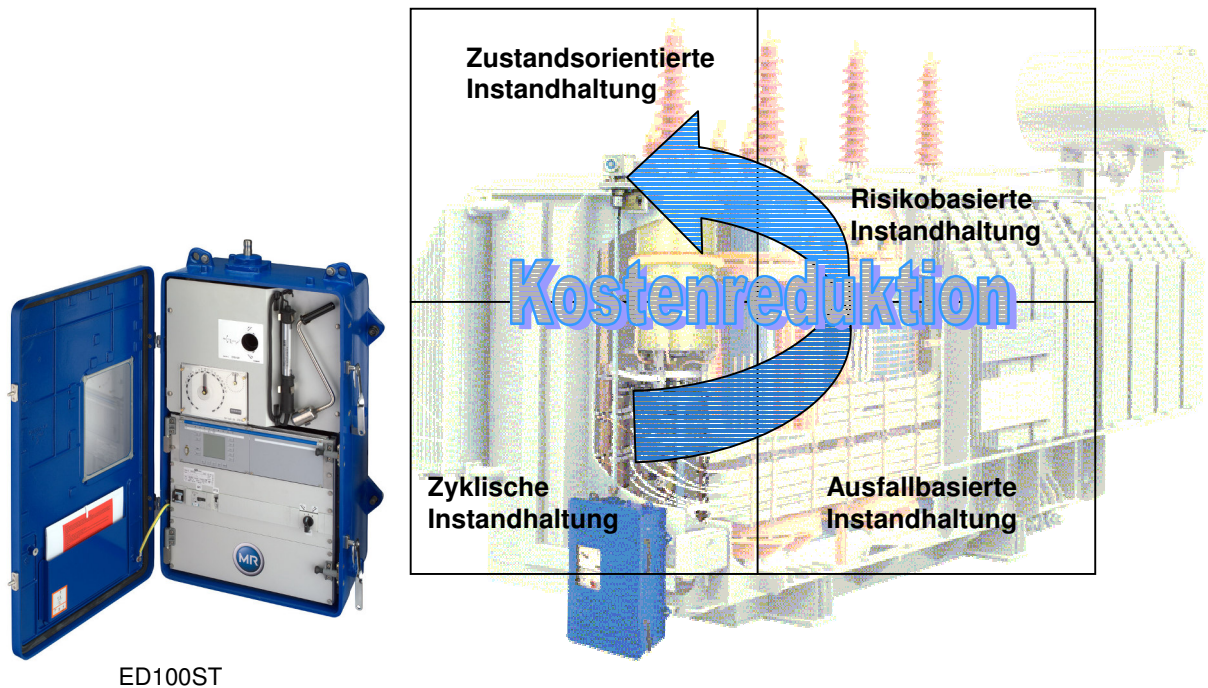 Zustandsorientierte
Instandhaltung
Risikobasierte
Instandhaltung
Kostenreduktion
Zyklische
Instandhaltung
Ausfallbasierte
Instandhaltung
MR
ED100ST